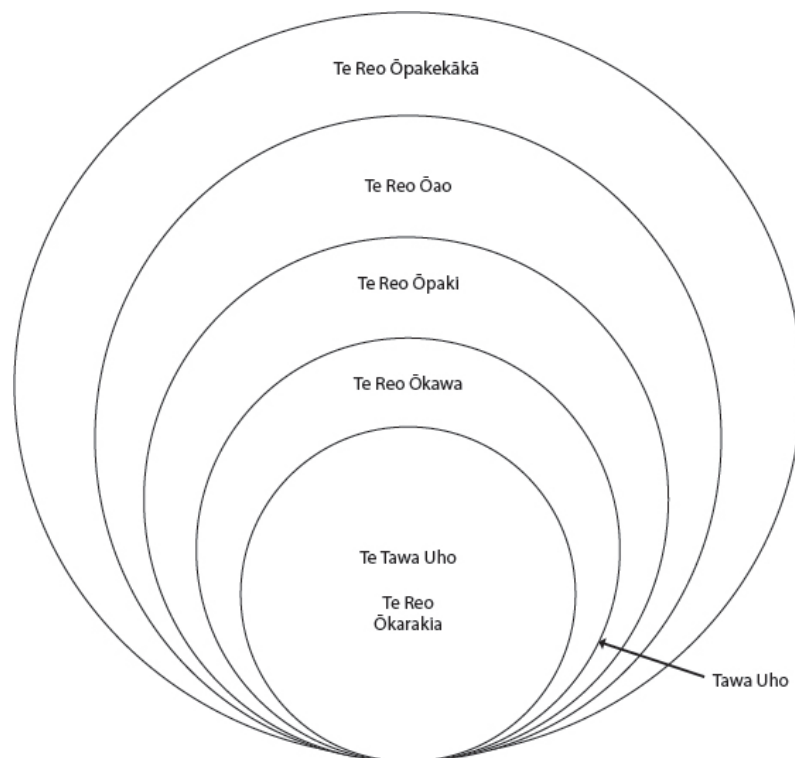 Te Reo Ōpakekākā
Te Reo Ōao
Te Reo Ōpaki
Te Reo Ōkawa
Te Tawa Uho
Te Reo
Ōkarakia
Tawa Uho